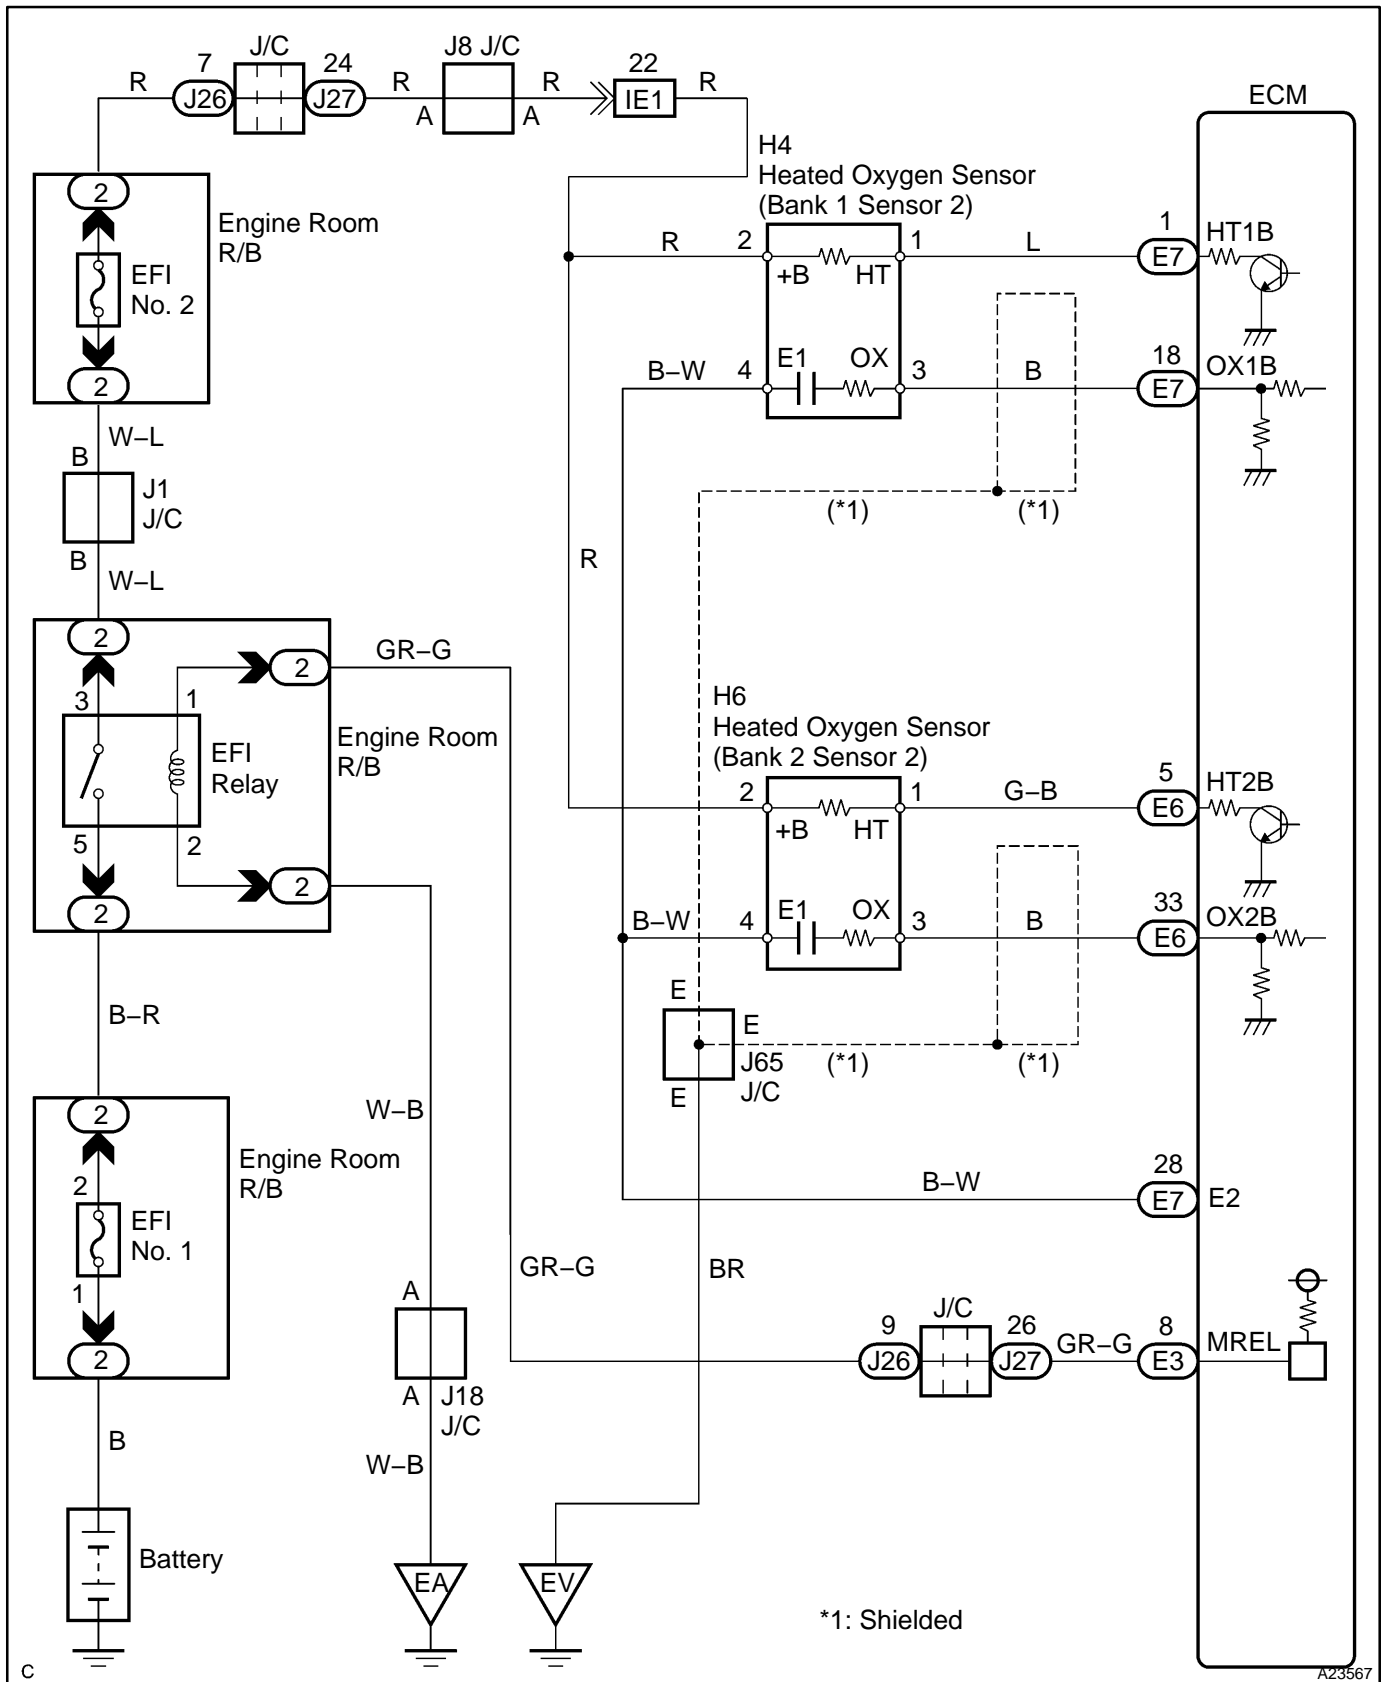 J/C
J8 J/C
7
24
22
R
J26
J27
R
R
A
A
IE1
R
ECM
H4
Heated Oxygen Sensor
(Bank 1 Sensor 2)
2
Engine Room
R/B
EFI
No. 2
2
R
2
1
L
1
E7
HT1B
+B
HT
B–W
4
E1
OX
3
B
18
E7
OX1B
W–L
B
J1
J/C
B
W–L
(*1)
(*1)
R
2
GR–G
2
3
1
EFI
Relay
Engine Room
R/B
5
2
2
2
H6
Heated Oxygen Sensor
(Bank 2 Sensor 2)
2
1
G–B
5
E6
HT2B
+B
HT
B–W
4
E1
OX
3
B
33
E6
OX2B
B–R
E
E
J65
J/C
E
(*1)
(*1)
W–B
2
Engine Room
R/B
2
EFI
No. 1
1
2
B–W
28
E7
E2
GR–G
BR
A
J18
J/C
A
J/C
9
26
8
J26
J27
GR–G
E3
MREL
B
W–B
Battery
EA
EV
*1: Shielded
C
A23567